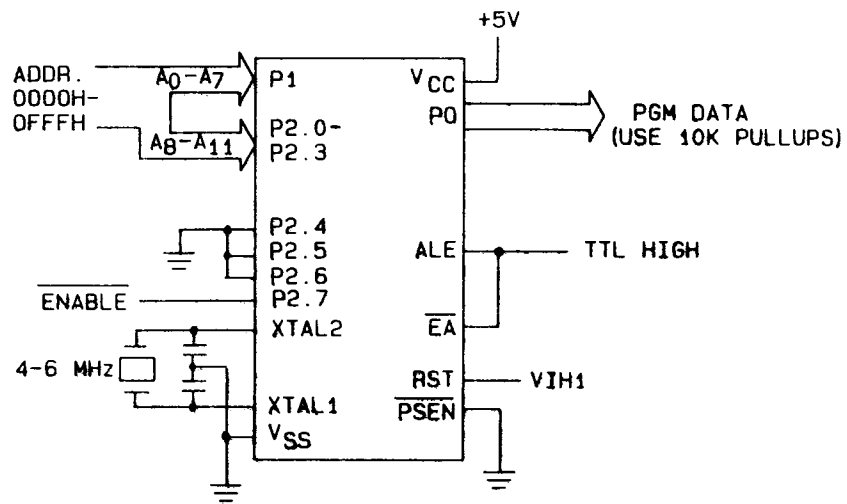 +5V
ADDR.
0000H-
0FFFH
A0-A7
A8-A11
P1
P2.0-
P2.3
P2.4
P2.5
P2.6
P2.7
ENABLE
XTAL2
4-6 MHz
XTAL1
VSS
VCC
P0
PGM DATA
(USE 10K PULLUPS)
ALE
TTL HIGH
EA
RST
VIH1
PSEN